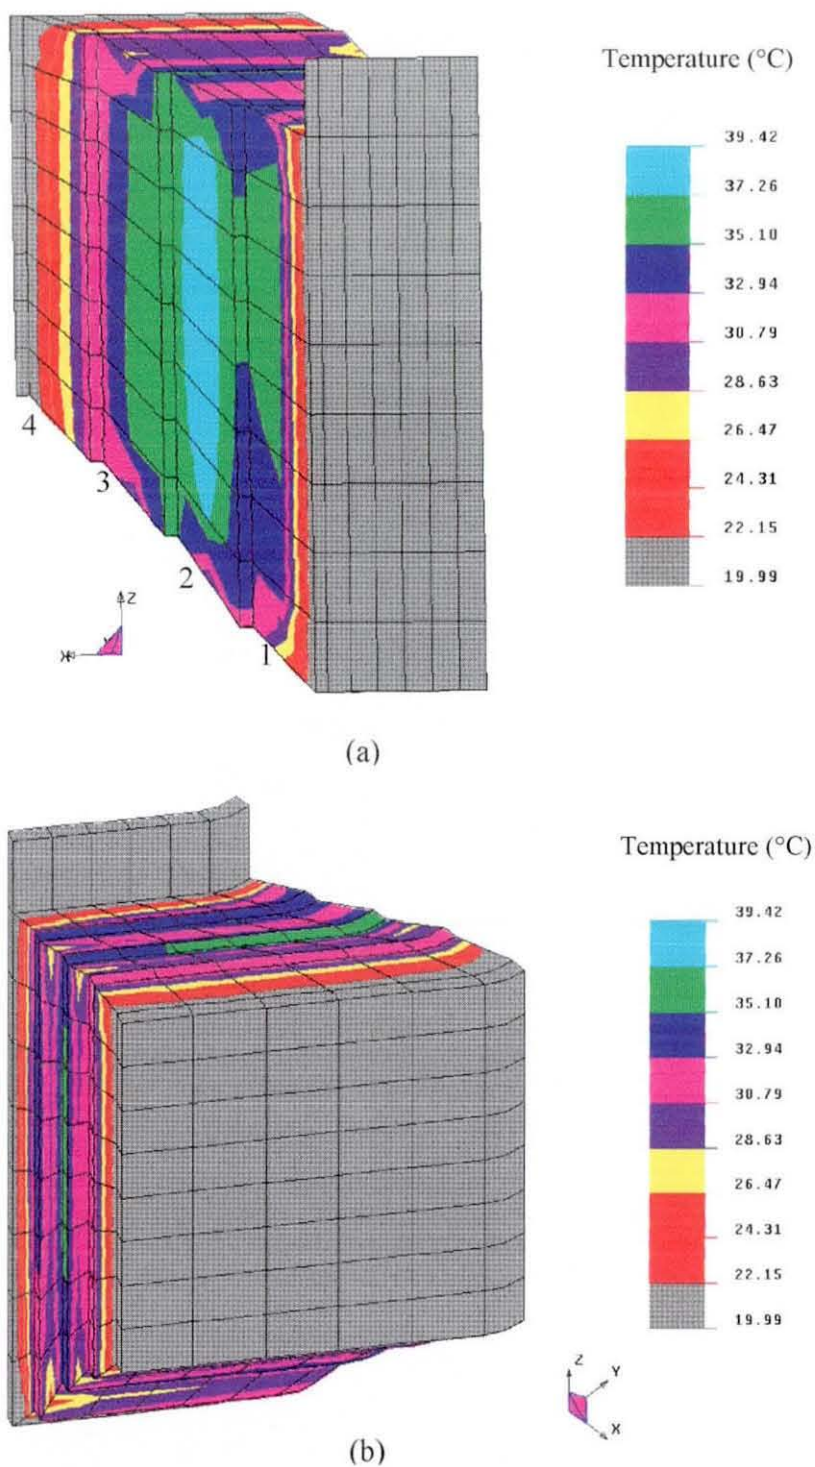 Temperature (°C)
39.42
37.26
35.10
32.94
30.79
28.63
26.47
24.31
22.15
19.99
4
3
2
1
Z
X
(a)
Temperature (°C)
39.42
37.26
35.10
32.94
30.79
28.63
26.47
24.31
22.15
19.99
Z
Y
X
(b)